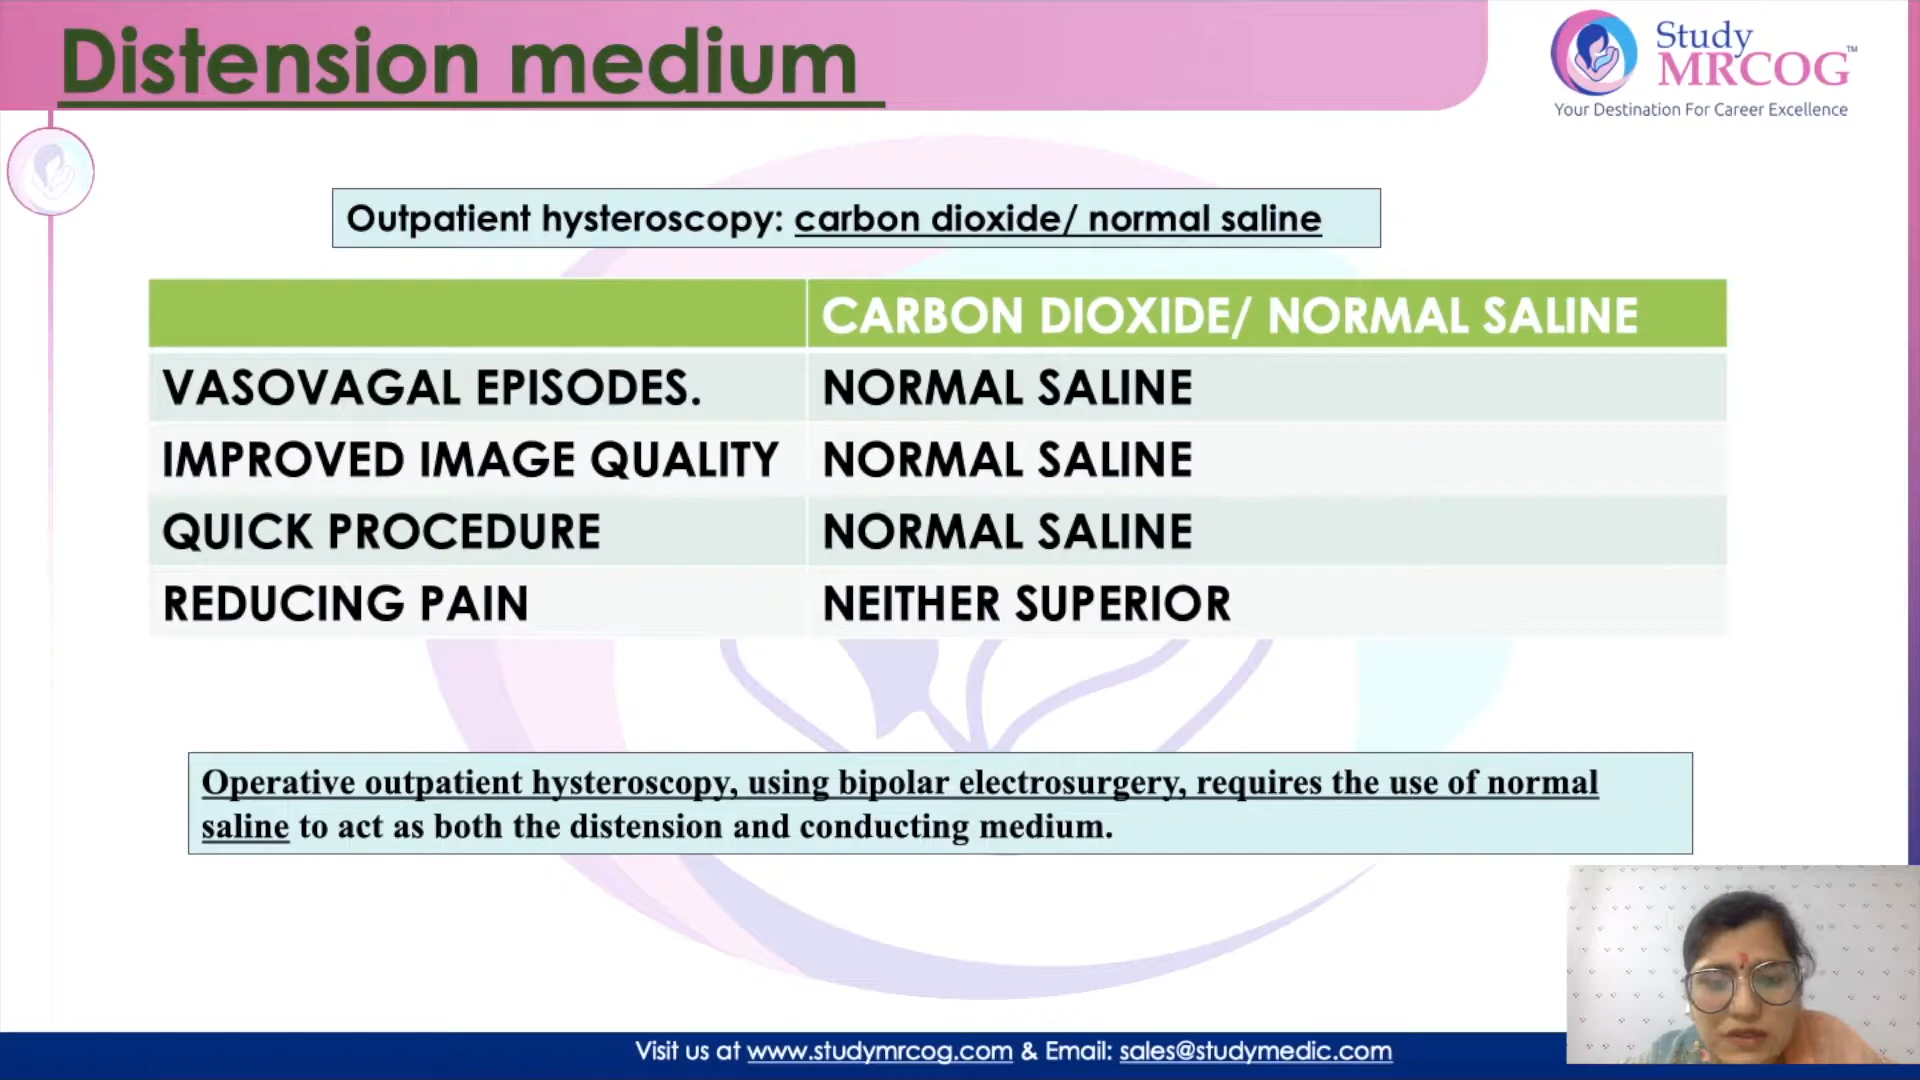 Distension medium
Study
MRCOG™
Your Destination For Career Excellence
Outpatient hysteroscopy: carbon dioxide/ normal saline
CARBON DIOXIDE/ NORMAL SALINE
VASOVAGAL EPISODES. NORMAL SALINE
IMPROVED IMAGE QUALITY NORMAL SALINE
QUICK PROCEDURE NORMAL SALINE
REDUCING PAIN NEITHER SUPERIOR
Operative outpatient hysteroscopy, using bipolar electrosurgery, requires the use of normal
saline to act as both the distension and conducting medium.
Visit us at www.studymrcog.com & Email: sales@studymedic.com